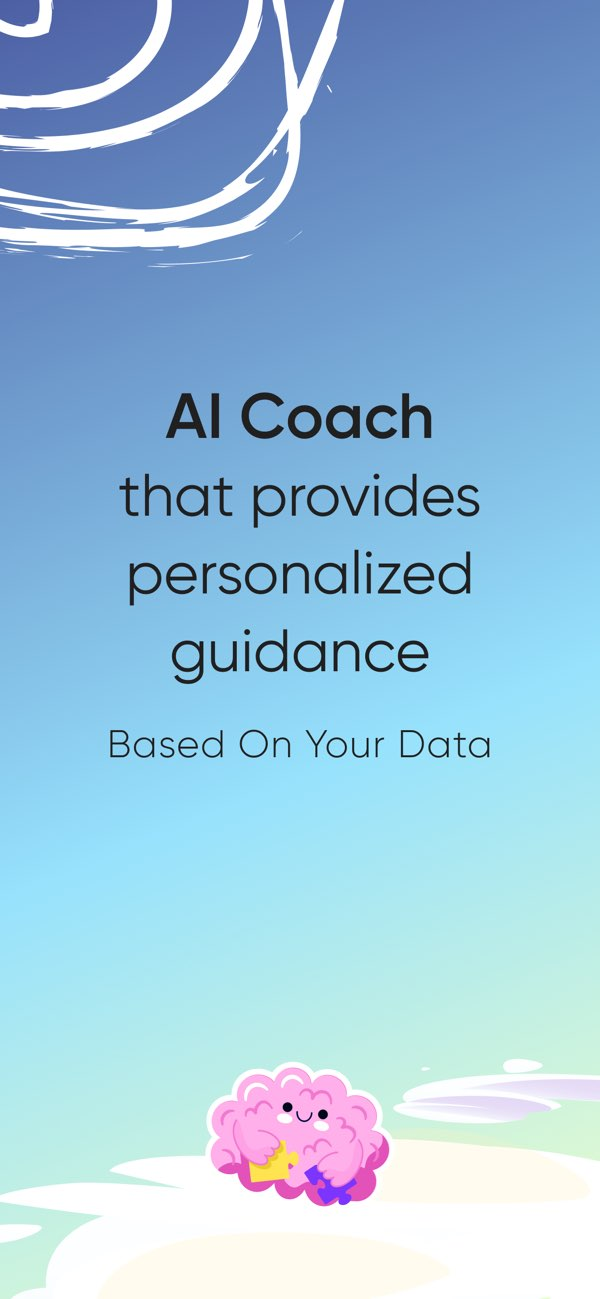 AI Coach
that provides
personalized
guidance
Based On Your Data